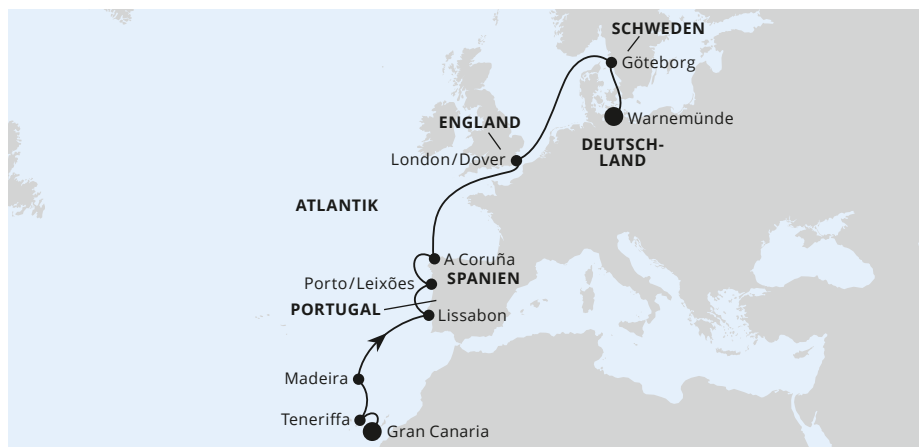 SCHWEDEN
Göteborg
Warnemünde
ENGLAND
DEUTSCH-
LAND
London/Dover
ATLANTIK
A Coruña
SPANIEN
Porto/Leixões
PORTUGAL
Lissabon
Madeira
Teneriffa
Gran Canaria